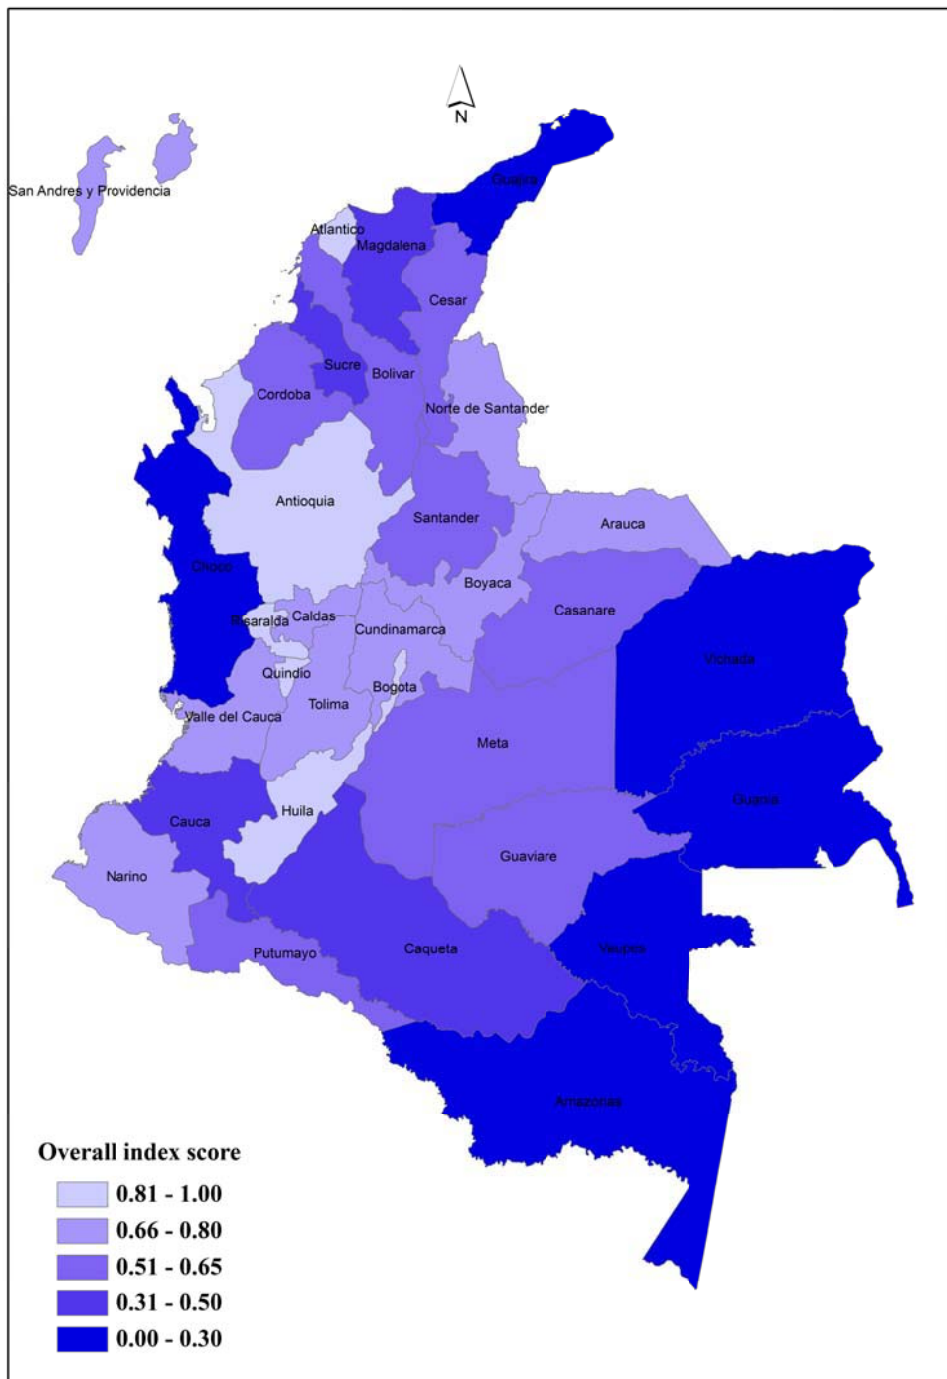 N
Guajira
San Andres y Providencia
Atlantico
Magdalena
Cesar
Sucre
Bolivar
Cordoba
Norte de Santander
Antioquia
Santander
Arauca
Choco
Boyaca
Casanare
Risaralda
Caldas
Cundinamarca
Vichada
Quindio
Bogota
Tolima
Valle del Cauca
Meta
Guania
Huila
Cauca
Guaviare
Narino
Putumayo
Caqueta
Vaupes
Amazonas
Overall index score
0.81 - 1.00
0.66 - 0.80
0.51 - 0.65
0.31 - 0.50
0.00 - 0.30